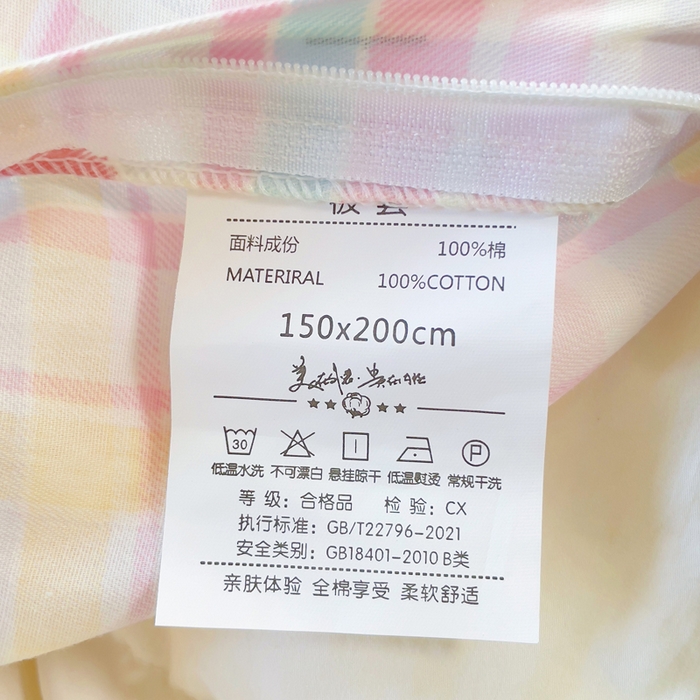 面料成份 100%棉
MATERIRAL 100%COTTON
150x200cm
30
P
低温水洗 不可漂白 悬挂晾干 低温熨烫 常规干洗
等 级：合格品 检 验：CX
执行标准：GB/T22796-2021
安全类别：GB18401-2010 B类
亲肤体验 全棉享受 柔软舒适